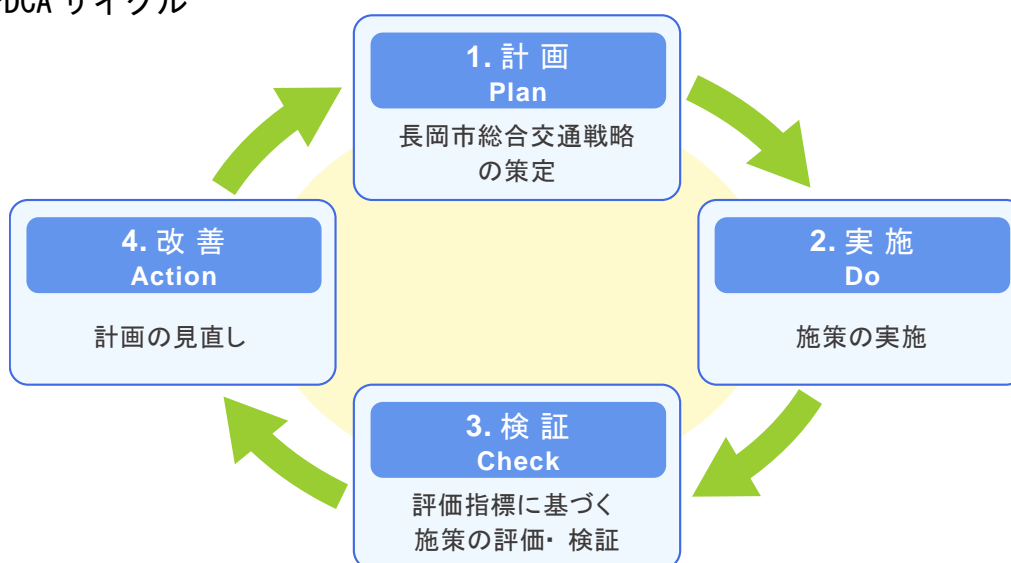 PDCA サイクル
1. 計 画
Plan
長岡市総合交通戦略
の策定
2. 実 施
Do
施策の実施
3. 検 証
Check
評価指標に基づく
施策の評価・ 検証
4. 改 善
Action
計画の見直し